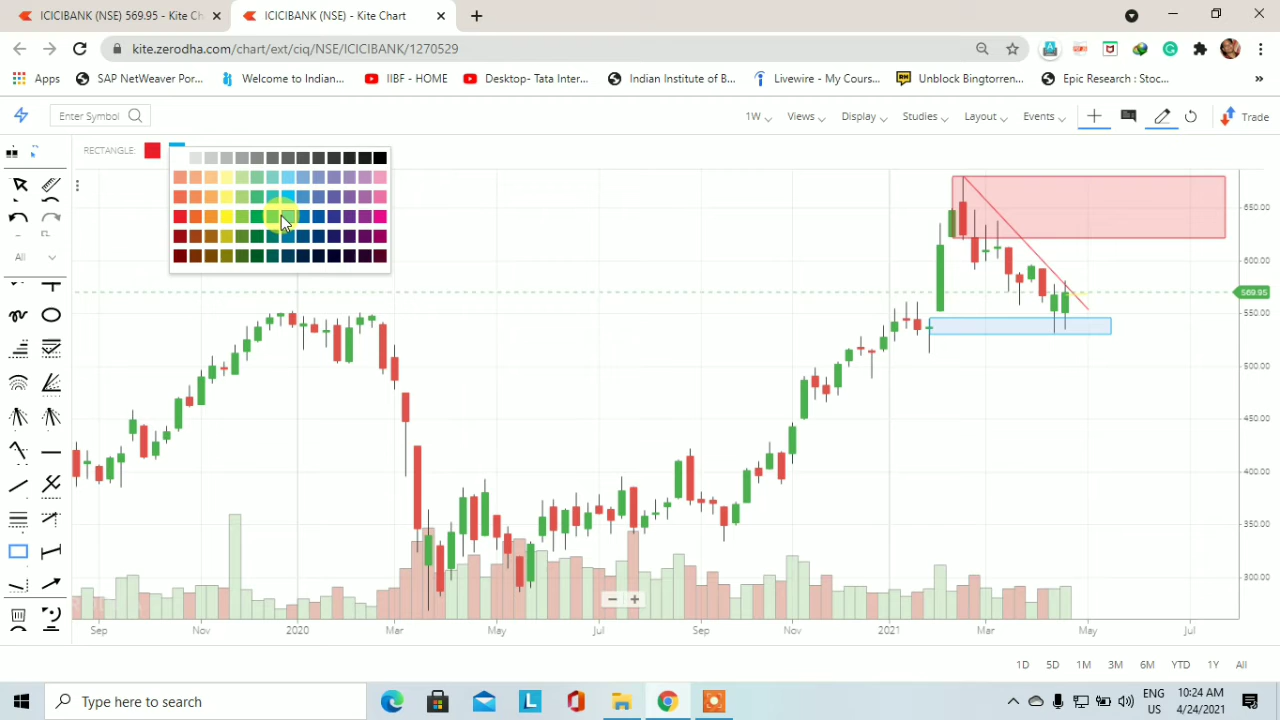 ICICIBANK (NSE) 569.95 - Kite Ch
ICICIBANK (NSE) - Kite Chart
kite.zerodha.com/chart/ext/ciq/NSE/ICICIBANK/1270529
Apps
SAP NetWeaver Por...
Welcome to Indian...
IIBF - HOME
Desktop- Tata Inter...
Indian Institute of B...
Livewire - My Cours...
Unblock Bingtorren...
Epic Research : Stoc...
»
Enter Symbol
1W
Views
Display
Studies
Layout
Events
Trade
RECTANGLE:
All
650.00
600.00
569.95
550.00
500.00
450.00
400.00
350.00
300.00
Sep
Nov
2020
Mar
May
Jul
Sep
Nov
2021
Mar
May
Jul
1D
5D
1M
3M
6M
YTD
1Y
All
Type here to search
ENG
US
10:24 AM
4/24/2021